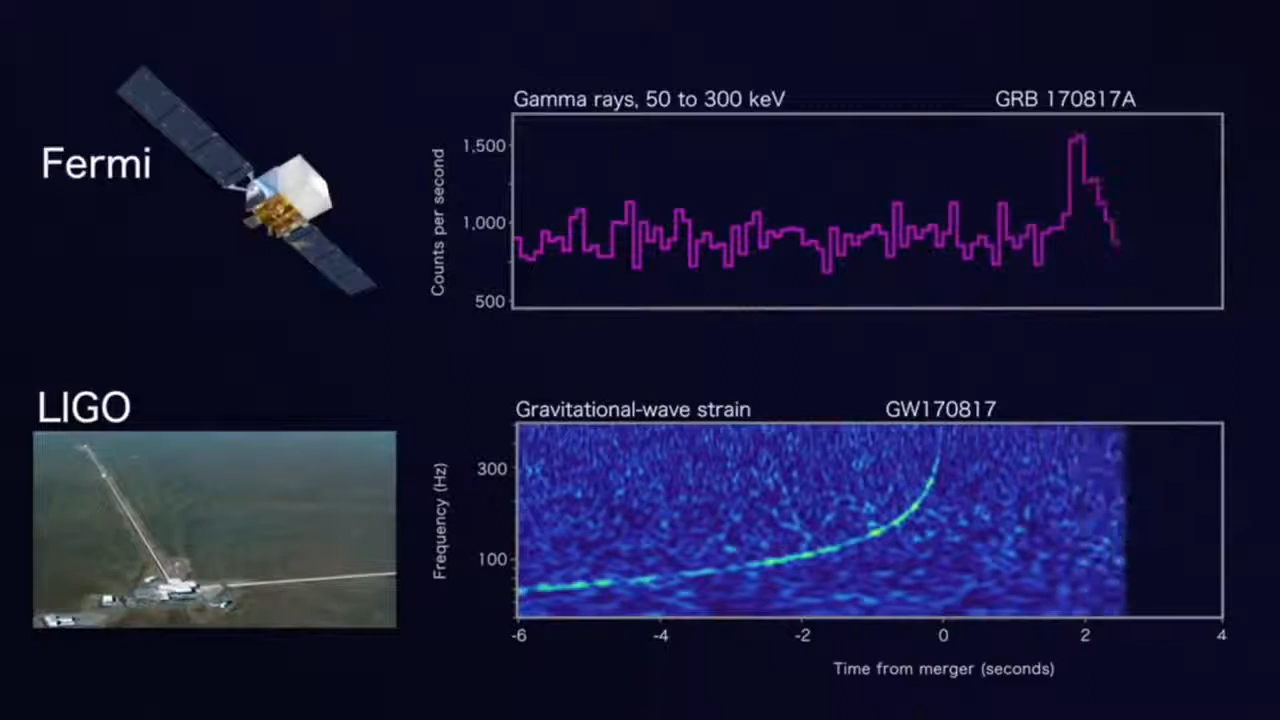 Fermi
Gamma rays, 50 to 300 keV
GRB 170817A
Counts per second
1,500
1,000
500
LIGO
Gravitational-wave strain
GW170817
Frequency (Hz)
300
100
-6 -4 -2 0 2 4
Time from merger (seconds)